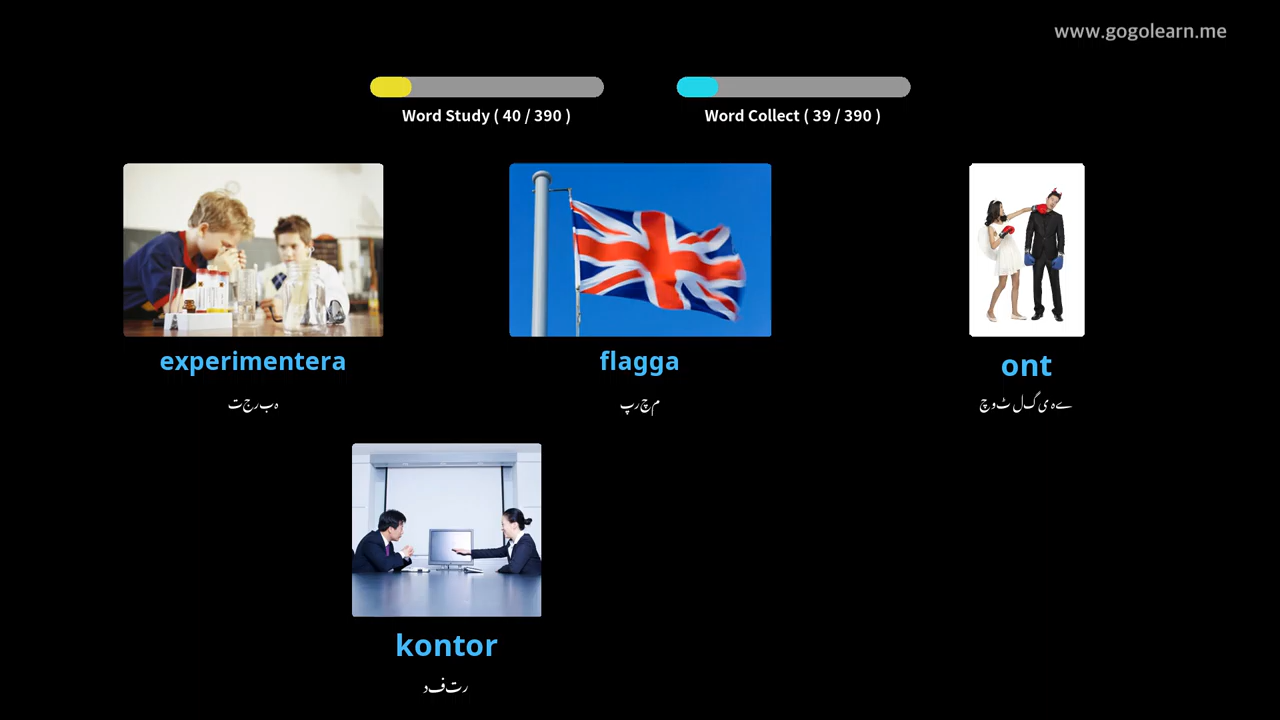 www.gogolearn.me
Word Study ( 40 / 390 )
Word Collect ( 39 / 390 )
experimentera
تجربہ
flagga
پرچم
ont
چوٹ لگی ہے
kontor
دفتر